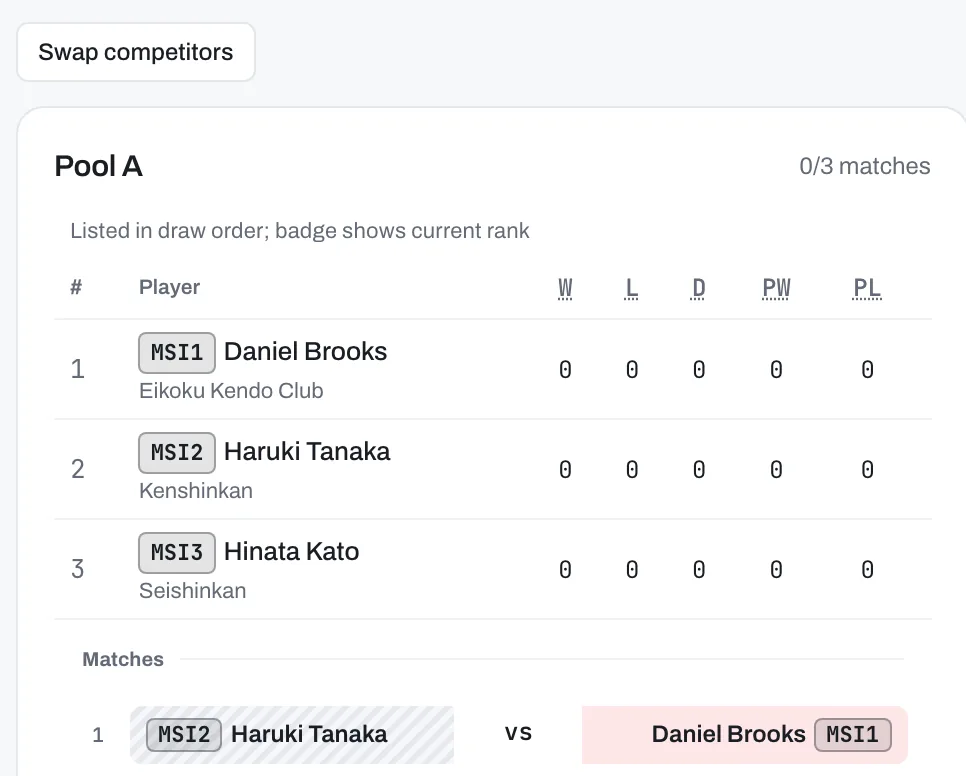 Swap competitors
Pool A
0/3 matches
Listed in draw order; badge shows current rank
# Player W L D PW PL
1 MSI1 Daniel Brooks 0 0 0 0 0
Eikoku Kendo Club
2 MSI2 Haruki Tanaka 0 0 0 0 0
Kenshinkan
3 MSI3 Hinata Kato 0 0 0 0 0
Seishinkan
Matches
1 MSI2 Haruki Tanaka vs Daniel Brooks MSI1